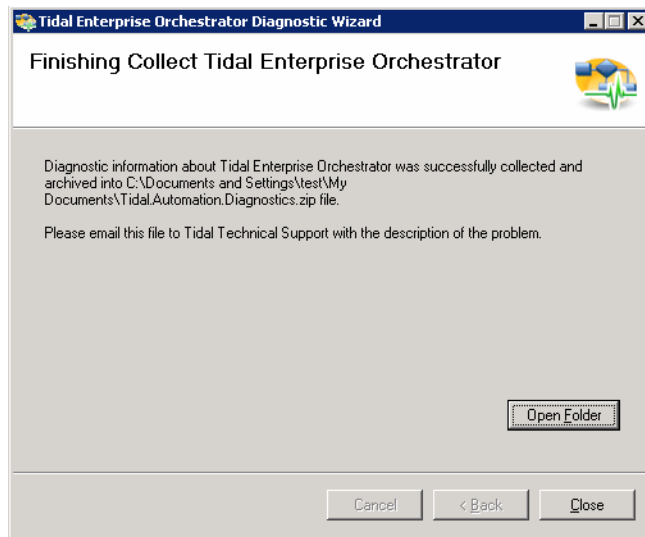 Tidal Enterprise Orchestrator Diagnostic Wizard
Finishing Collect Tidal Enterprise Orchestrator
Diagnostic information about Tidal Enterprise Orchestrator was successfully collected and
archived into C:\Documents and Settings\test\My
Documents\Tidal.Automation.Diagnostics.zip file.
Please email this file to Tidal Technical Support with the description of the problem.
Open Folder
Cancel
< Back
Close